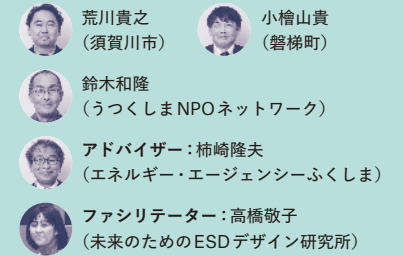 荒川貴之
（須賀川市）
小檜山貴
（磐梯町）
鈴木和隆
（うつくしまNPOネットワーク）
アドバイザー：柿崎隆夫
（エネルギー・エージェンシーふくしま）
ファシリテーター：高橋敬子
（未来のためのESDデザイン研究所）